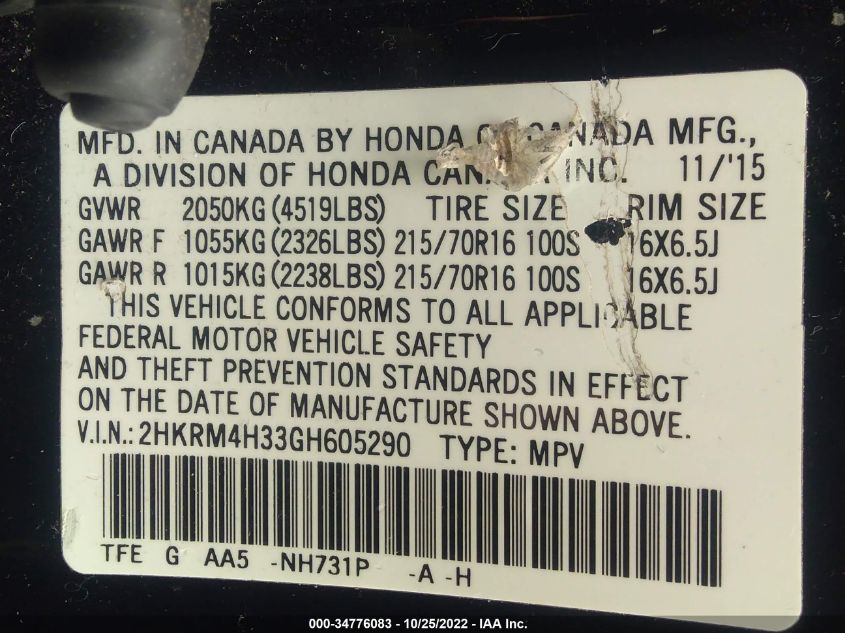 MFD. IN CANADA BY HONDA OF CANADA MFG.,
A DIVISION OF HONDA CANADA INC. 11/'15
GVWR 2050KG (4519LBS) TIRE SIZE RIM SIZE
GAWR F 1055KG (2326LBS) 215/70R16 100S 16X6.5J
GAWR R 1015KG (2238LBS) 215/70R16 100S 16X6.5J
THIS VEHICLE CONFORMS TO ALL APPLICABLE
FEDERAL MOTOR VEHICLE SAFETY
AND THEFT PREVENTION STANDARDS IN EFFECT
ON THE DATE OF MANUFACTURE SHOWN ABOVE.
V.I.N.: 2HKRM4H33GH605290 TYPE: MPV
TFE G AA5 -NH731P -A -H
000-34776083 - 10/25/2022 - IAA Inc.